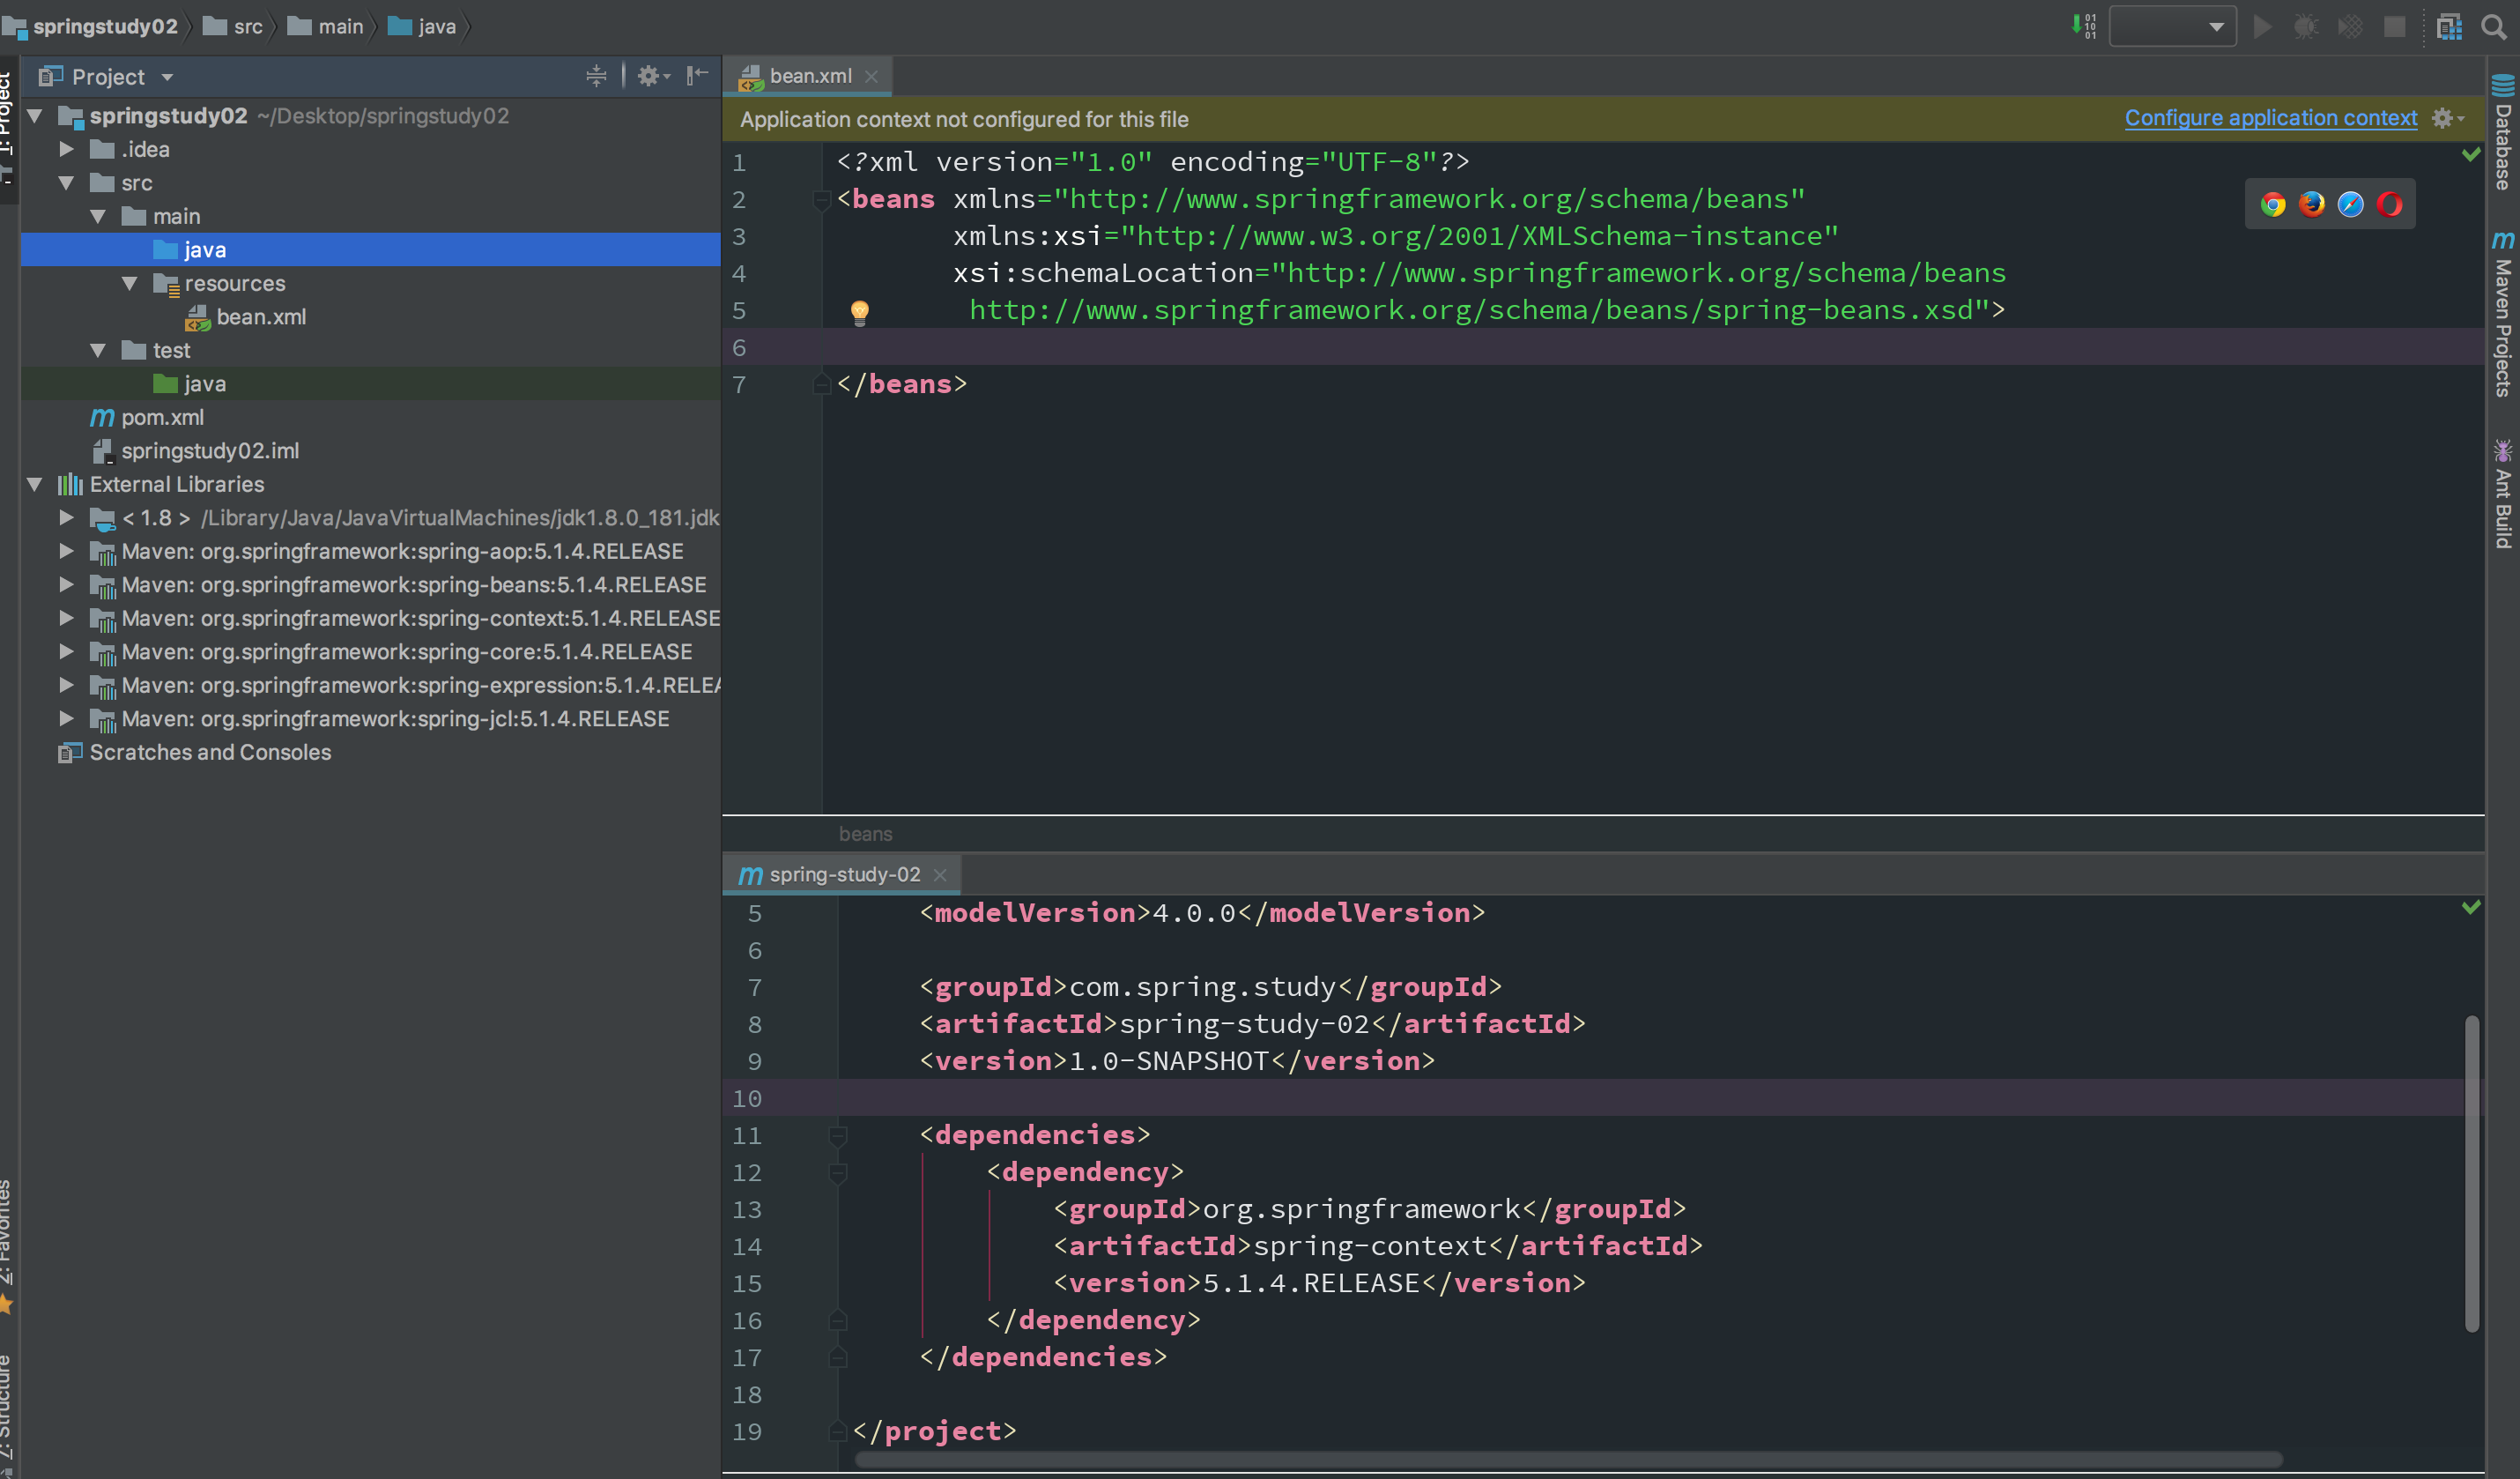 springstudy02 src main java
01
10
01
1: Project
Project
springstudy02 ~/Desktop/springstudy02
.idea
src
main
java
resources
bean.xml
test
java
pom.xml
springstudy02.iml
External Libraries
< 1.8 > /Library/Java/JavaVirtualMachines/jdk1.8.0_181.jdk
Maven: org.springframework:spring-aop:5.1.4.RELEASE
Maven: org.springframework:spring-beans:5.1.4.RELEASE
Maven: org.springframework:spring-context:5.1.4.RELEASE
Maven: org.springframework:spring-core:5.1.4.RELEASE
Maven: org.springframework:spring-expression:5.1.4.RELEA
Maven: org.springframework:spring-jcl:5.1.4.RELEASE
Scratches and Consoles
2: Favorites
7: Structure
bean.xml
Application context not configured for this file Configure application context
1 <?xml version="1.0" encoding="UTF-8"?>
2 <beans xmlns="http://www.springframework.org/schema/beans"
3 xmlns:xsi="http://www.w3.org/2001/XMLSchema-instance"
4 xsi:schemaLocation="http://www.springframework.org/schema/beans
5 http://www.springframework.org/schema/beans/spring-beans.xsd">
6
7 </beans>
beans
m spring-study-02
5 <modelVersion>4.0.0</modelVersion>
6
7 <groupId>com.spring.study</groupId>
8 <artifactId>spring-study-02</artifactId>
9 <version>1.0-SNAPSHOT</version>
10
11 <dependencies>
12 <dependency>
13 <groupId>org.springframework</groupId>
14 <artifactId>spring-context</artifactId>
15 <version>5.1.4.RELEASE</version>
16 </dependency>
17 </dependencies>
18
19 </project>
Database
m Maven Projects
Ant Build